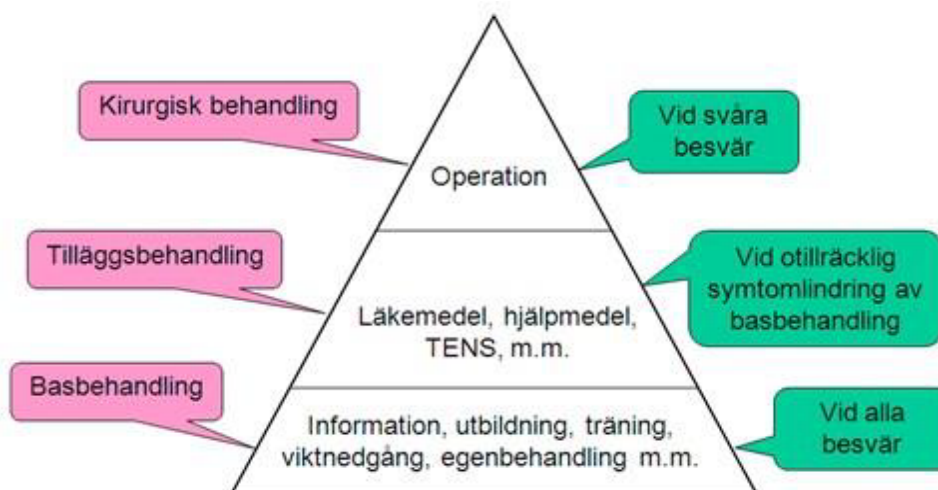 Kirurgisk behandling
Vid svåra
besvär
Operation
Tilläggsbehandling
Vid otillräcklig
symtomlindring av
basbehandling
Läkemedel, hjälpmedel,
TENS, m.m.
Basbehandling
Information, utbildning, träning,
viktnedgång, egenbehandling m.m.
Vid alla
besvär